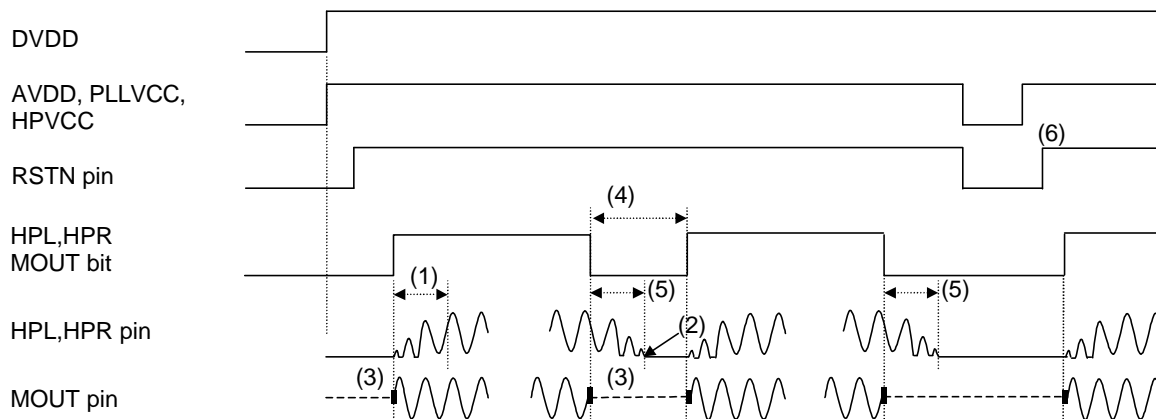 DVDD
AVDD, PLLVCC,
HPVCC
(6)
RSTN pin
(4)
HPL,HPR
MOUT bit
(1)
(5)
(5)
HPL,HPR pin
(2)
(3)
(3)
MOUT pin